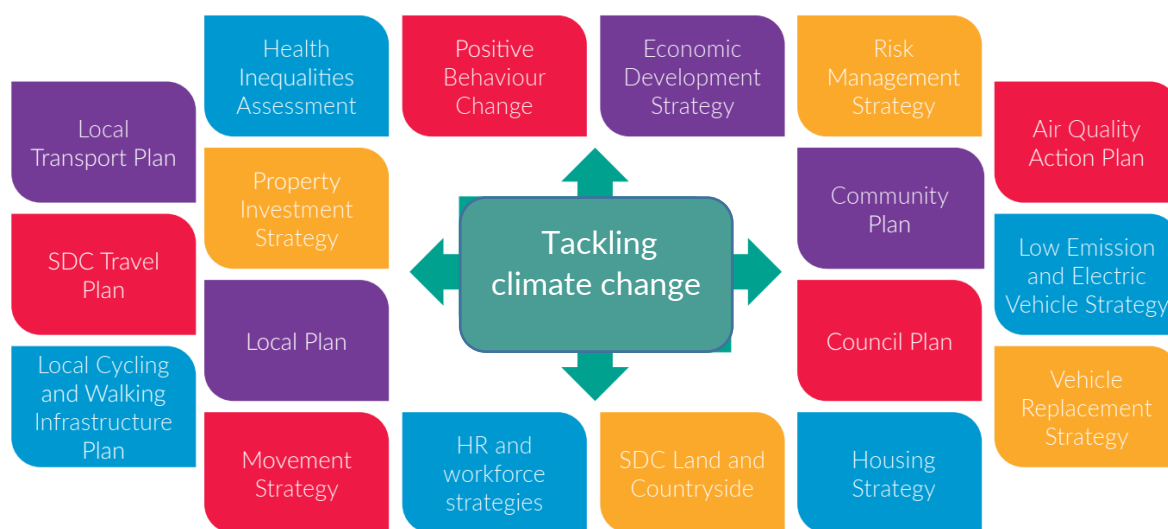 Health
Inequalities
Assessment
Positive
Behaviour
Change
Economic
Development
Strategy
Risk
Management
Strategy
Local
Transport Plan
Property
Investment
Strategy
Tackling
climate change
Community
Plan
Air Quality
Action Plan
SDC Travel
Plan
Local Plan
Council Plan
Low Emission
and Electric
Vehicle Strategy
Local Cycling
and Walking
Infrastructure
Plan
Movement
Strategy
HR and
workforce
strategies
SDC Land and
Countryside
Housing
Strategy
Vehicle
Replacement
Strategy